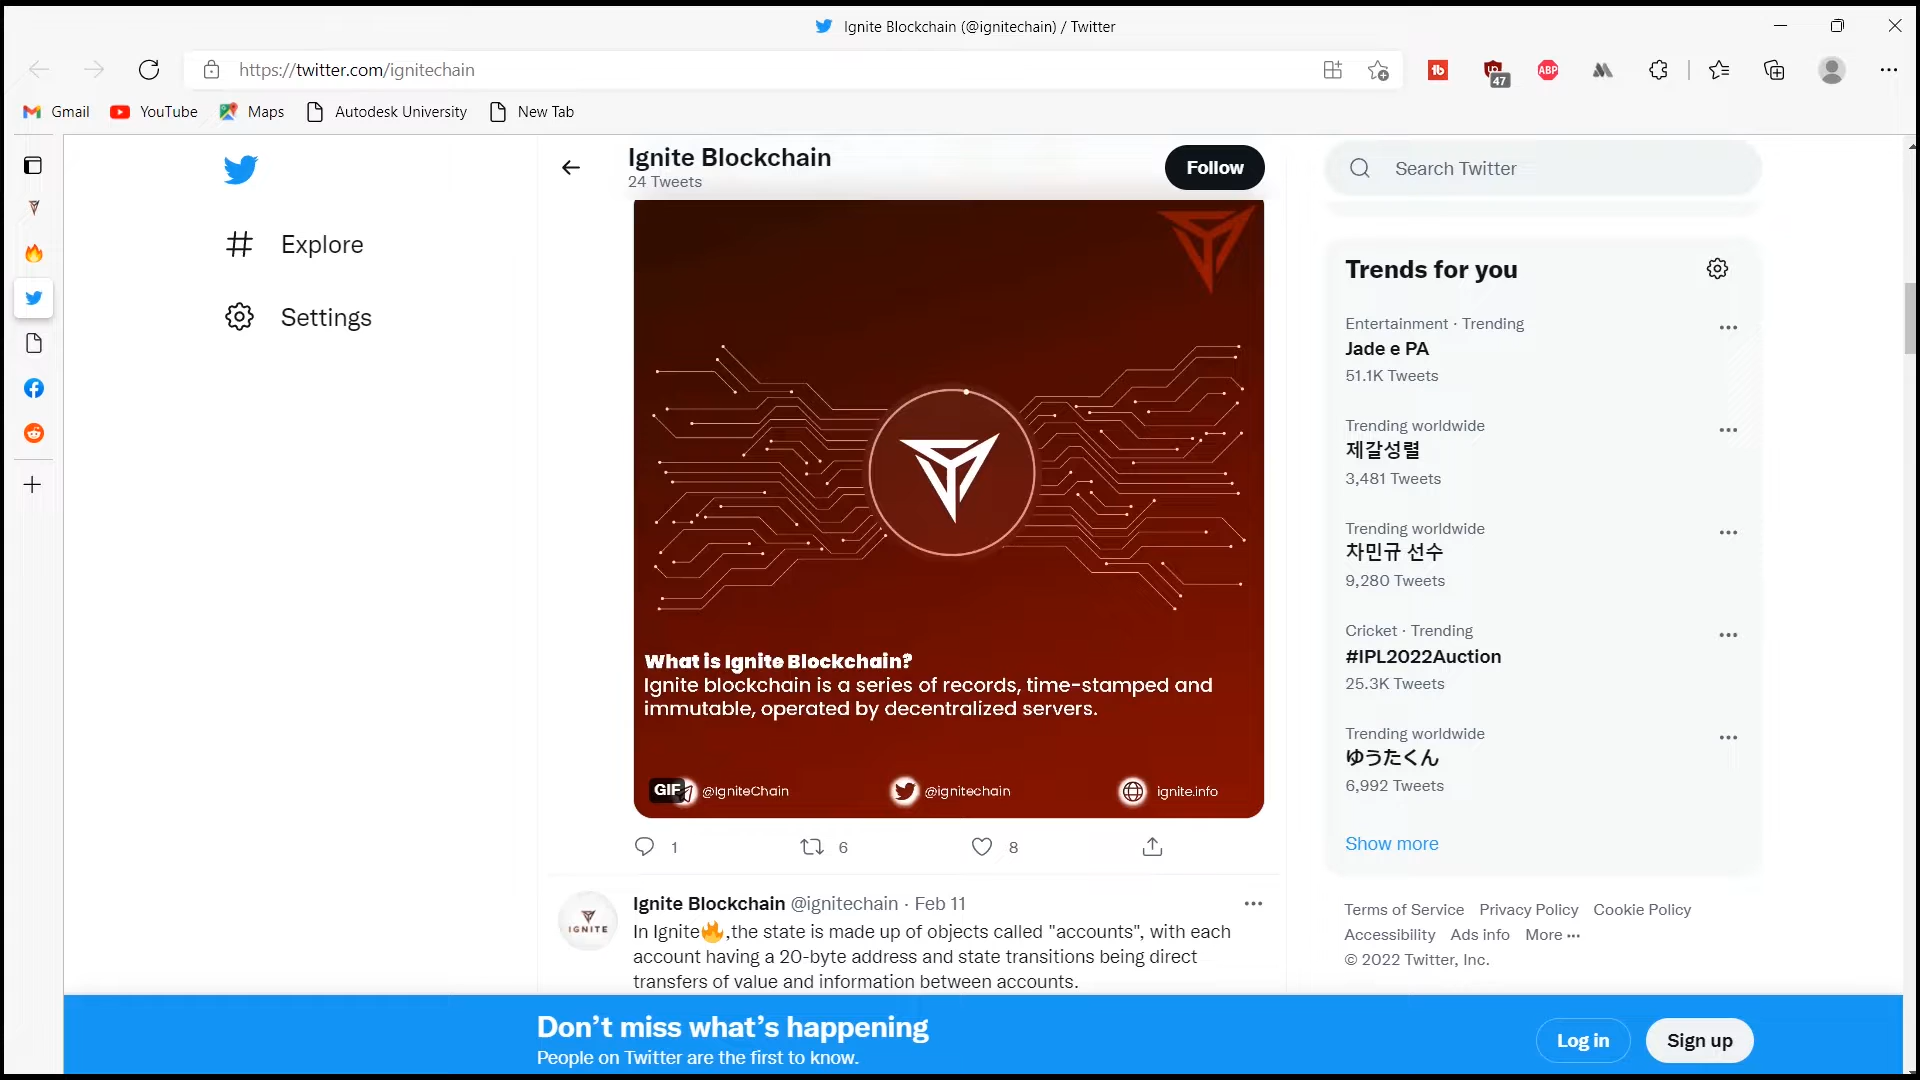 Ignite Blockchain (@ignitechain) / Twitter
https://twitter.com/ignitechain
47
ABP
Gmail
YouTube
Maps
Autodesk University
New Tab
Explore
Settings
Ignite Blockchain
24 Tweets
Follow
What is Ignite Blockchain?
Ignite blockchain is a series of records, time-stamped and
immutable, operated by decentralized servers.
GIF
@IgniteChain
@ignitechain
ignite.info
1
6
8
IGNITE
Ignite Blockchain @ignitechain · Feb 11
In Ignite🔥,the state is made up of objects called "accounts", with each
account having a 20-byte address and state transitions being direct
transfers of value and information between accounts.
Search Twitter
Trends for you
Entertainment · Trending
Jade e PA
51.1K Tweets
Trending worldwide
제갈성렬
3,481 Tweets
Trending worldwide
차민규 선수
9,280 Tweets
Cricket · Trending
#IPL2022Auction
25.3K Tweets
Trending worldwide
ゆうたくん
6,992 Tweets
Show more
Terms of Service Privacy Policy Cookie Policy
Accessibility Ads info More ···
© 2022 Twitter, Inc.
Don't miss what's happening
People on Twitter are the first to know.
Log in
Sign up